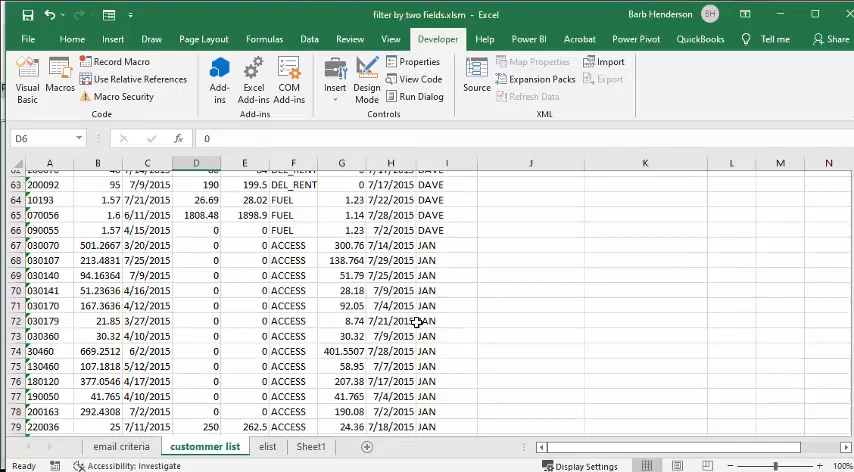 filter by two fields.xlsm - Excel
Barb Henderson
BH
File Home Insert Draw Page Layout Formulas Data Review View Developer Help Power BI Acrobat Power Pivot QuickBooks Tell me Share
Visual Basic
Macros
Record Macro
Use Relative References
Macro Security
Code
Add-ins
Excel Add-ins
COM Add-ins
Add-ins
Insert
Design Mode
Properties
View Code
Run Dialog
Controls
Source
Map Properties
Expansion Packs
Refresh Data
Import
Export
XML
D6 fx 0
A B C D E F G H I J K L M N
63 200092 95 7/9/2015 190 199.5 DEL_RENT 0 7/17/2015 DAVE
64 10193 1.57 7/21/2015 26.69 28.02 FUEL 1.23 7/22/2015 DAVE
65 070056 1.6 6/11/2015 1808.48 1898.9 FUEL 1.14 7/28/2015 DAVE
66 090055 1.57 4/15/2015 0 0 FUEL 1.23 7/2/2015 DAVE
67 030070 501.2667 3/20/2015 0 0 ACCESS 300.76 7/14/2015 JAN
68 030107 213.4831 7/25/2015 0 0 ACCESS 138.764 7/29/2015 JAN
69 030140 94.16364 7/9/2015 0 0 ACCESS 51.79 7/25/2015 JAN
70 030141 51.23636 4/16/2015 0 0 ACCESS 28.18 7/9/2015 JAN
71 030170 167.3636 4/12/2015 0 0 ACCESS 92.05 7/4/2015 JAN
72 030179 21.85 3/27/2015 0 0 ACCESS 8.74 7/21/2015 JAN
73 030360 30.32 4/10/2015 0 0 ACCESS 30.32 7/9/2015 JAN
74 30460 669.2512 6/2/2015 0 0 ACCESS 401.5507 7/28/2015 JAN
75 130460 107.1818 5/12/2015 0 0 ACCESS 58.95 7/7/2015 JAN
76 180120 377.0546 4/17/2015 0 0 ACCESS 207.38 7/17/2015 JAN
77 190050 41.765 4/10/2015 0 0 ACCESS 41.765 7/4/2015 JAN
78 200163 292.4308 7/2/2015 0 0 ACCESS 190.08 7/2/2015 JAN
79 220036 25 7/11/2015 250 262.5 ACCESS 24.36 7/18/2015 JAN
email criteria custommer list elist Sheet1
Ready Accessibility: Investigate Display Settings 100%